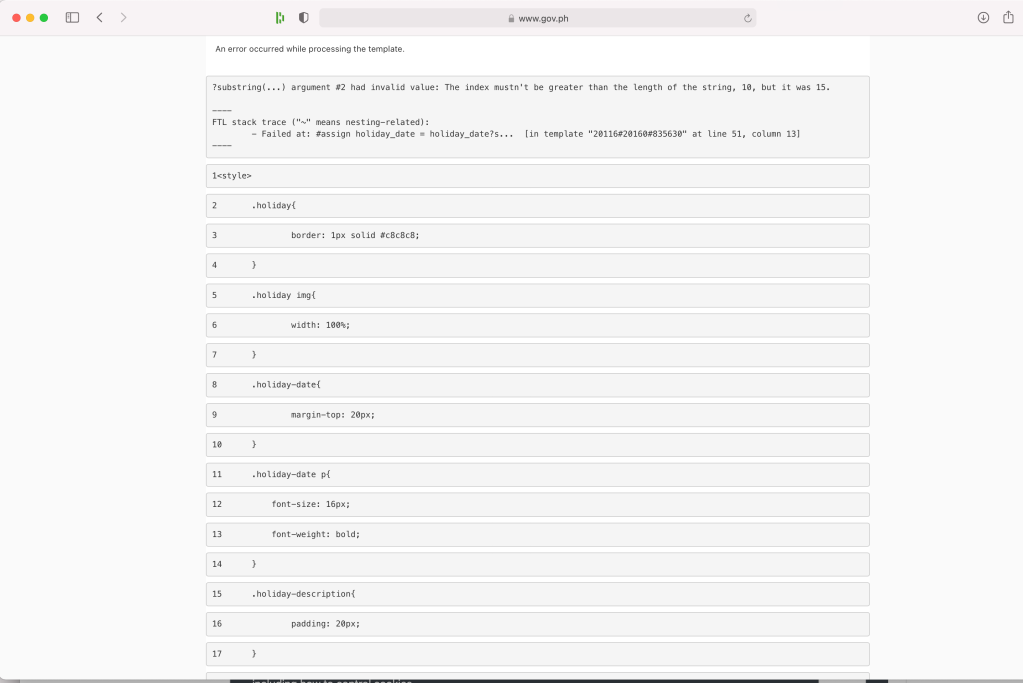 www.gov.ph
An error occurred while processing the template.
?substring(...) argument #2 had invalid value: The index mustn't be greater than the length of the string, 10, but it was 15.
----
FTL stack trace ("~" means nesting-related):
- Failed at: #assign holiday_date = holiday_date?s... [in template "20116#20160#835630" at line 51, column 13]
----
1<style>
2 .holiday{
3 border: 1px solid #c8c8c8;
4 }
5 .holiday img{
6 width: 100%;
7 }
8 .holiday-date{
9 margin-top: 20px;
10 }
11 .holiday-date p{
12 font-size: 16px;
13 font-weight: bold;
14 }
15 .holiday-description{
16 padding: 20px;
17 }